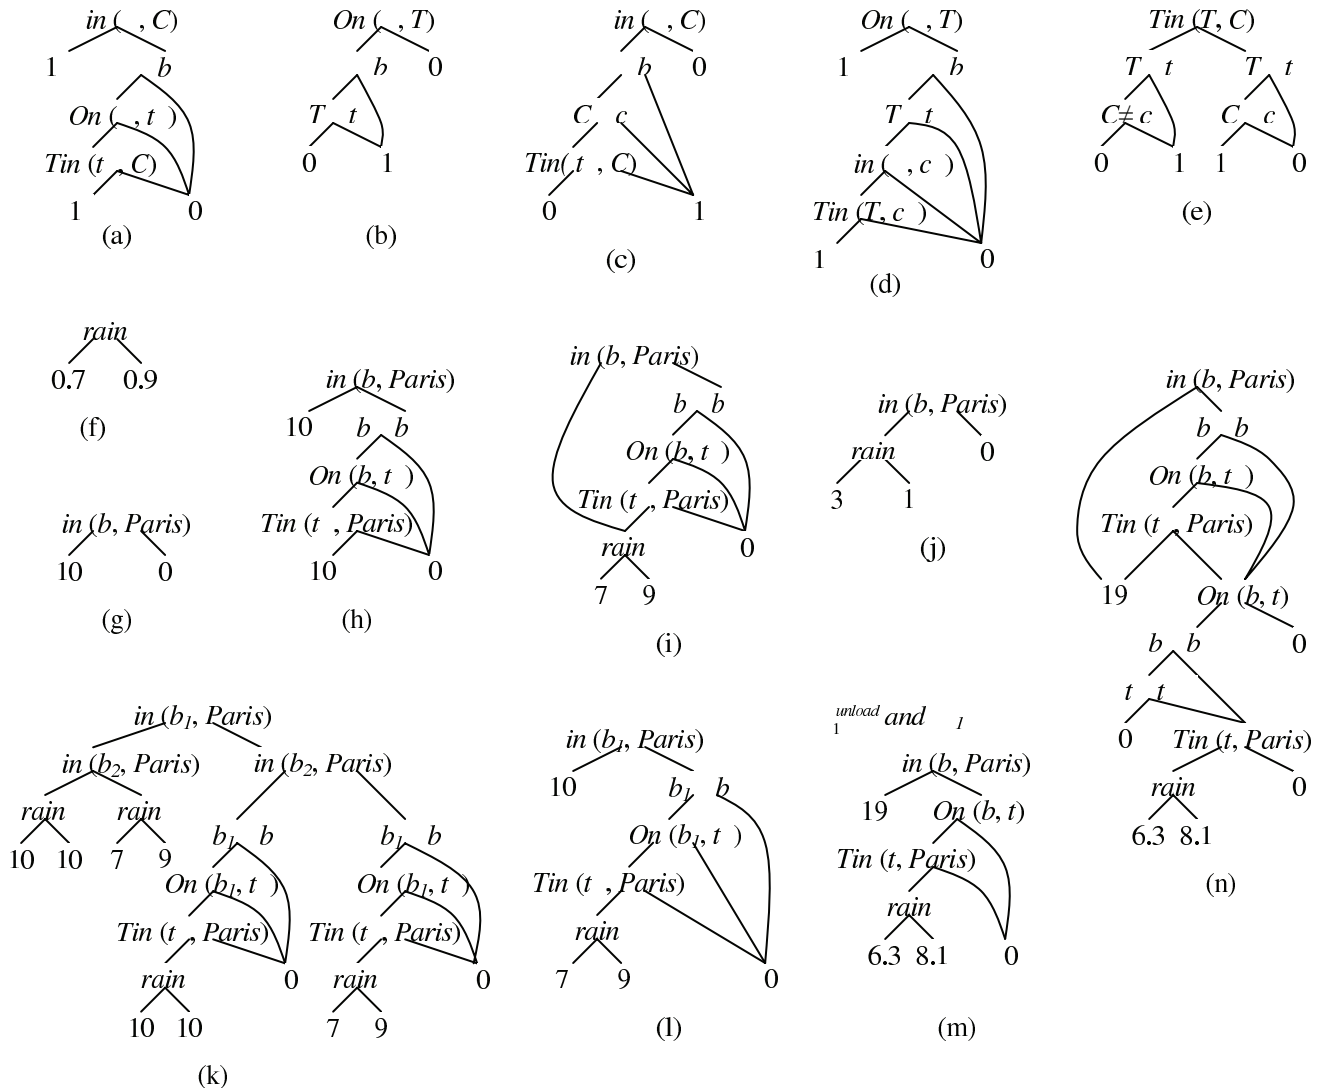 in ( , C)
1
b
On ( , t )
Tin (t , C)
1
0
(a)
On ( , T)
b
0
T t
0
1
(b)
in ( , C)
b
0
C c
Tin( t , C)
0
1
(c)
On ( , T)
1
b
T t
in ( , c )
Tin (T, c )
1
0
(d)
Tin (T, C)
T t
T t
C≠ c
C c
0
1
1
0
(e)
rain
0.7
0.9
(f)
in (b, Paris)
10
0
(g)
in (b, Paris)
10
b b
On (b, t )
Tin (t , Paris)
10
0
(h)
in (b, Paris)
b b
On (b, t )
Tin (t , Paris)
rain
0
7
9
(i)
in (b, Paris)
rain
0
3
1
(j)
in (b, Paris)
b b
On (b, t )
Tin (t , Paris)
19
On (b, t)
b b
0
t t
0
Tin (t, Paris)
rain
0
6.3 8.1
(n)
in (b1, Paris)
in (b2, Paris)
in (b2, Paris)
rain
rain
10
10
7
9
b1 b
b1 b
On (b1, t )
On (b1, t )
Tin (t , Paris)
Tin (t , Paris)
rain
0
rain
0
10
10
7
9
(k)
in (b1, Paris)
10
b1 b
On (b1, t )
Tin (t , Paris)
rain
7
9
0
(l)
unload and 1
1
in (b, Paris)
19
On (b, t)
Tin (t, Paris)
rain
6.3 8.1
0
(m)